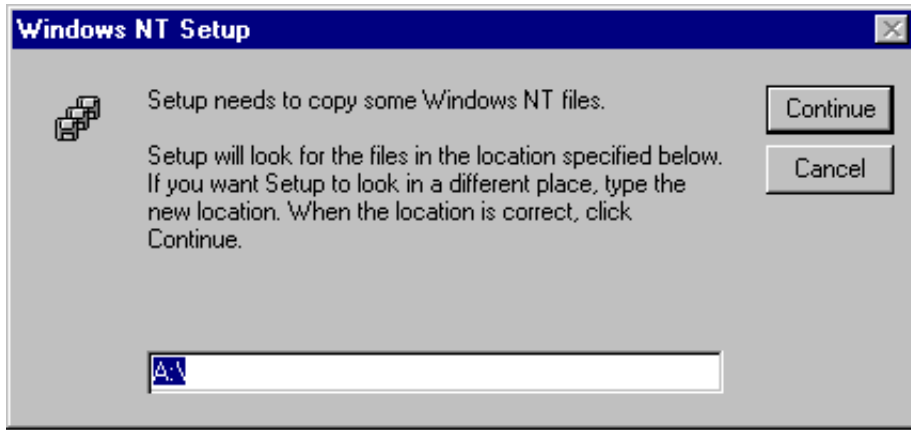 Windows NT Setup
Setup needs to copy some Windows NT files.
Continue
Setup will look for the files in the location specified below.
If you want Setup to look in a different place, type the
new location. When the location is correct, click
Continue.
Cancel
A:\